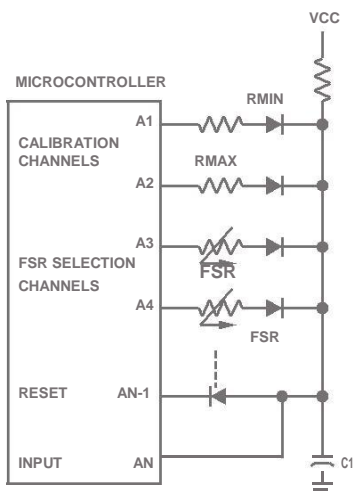 VCC
MICROCONTROLLER
RMIN
A1
CALIBRATION
CHANNELS
RMAX
A2
A3
FSR SELECTION
CHANNELS
FSR
A4
FSR
RESET
AN-1
INPUT
AN
C1